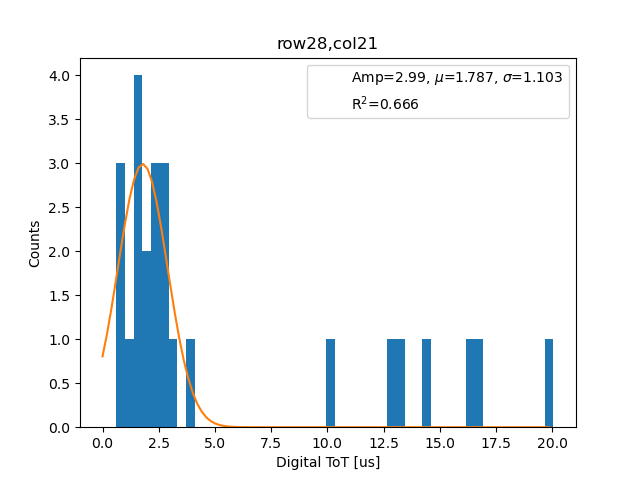 row28,col21
Amp=2.99, μ=1.787, σ=1.103
R²=0.666
Counts
4.0
3.5
3.0
2.5
2.0
1.5
1.0
0.5
0.0
0.0 2.5 5.0 7.5 10.0 12.5 15.0 17.5 20.0
Digital ToT [us]